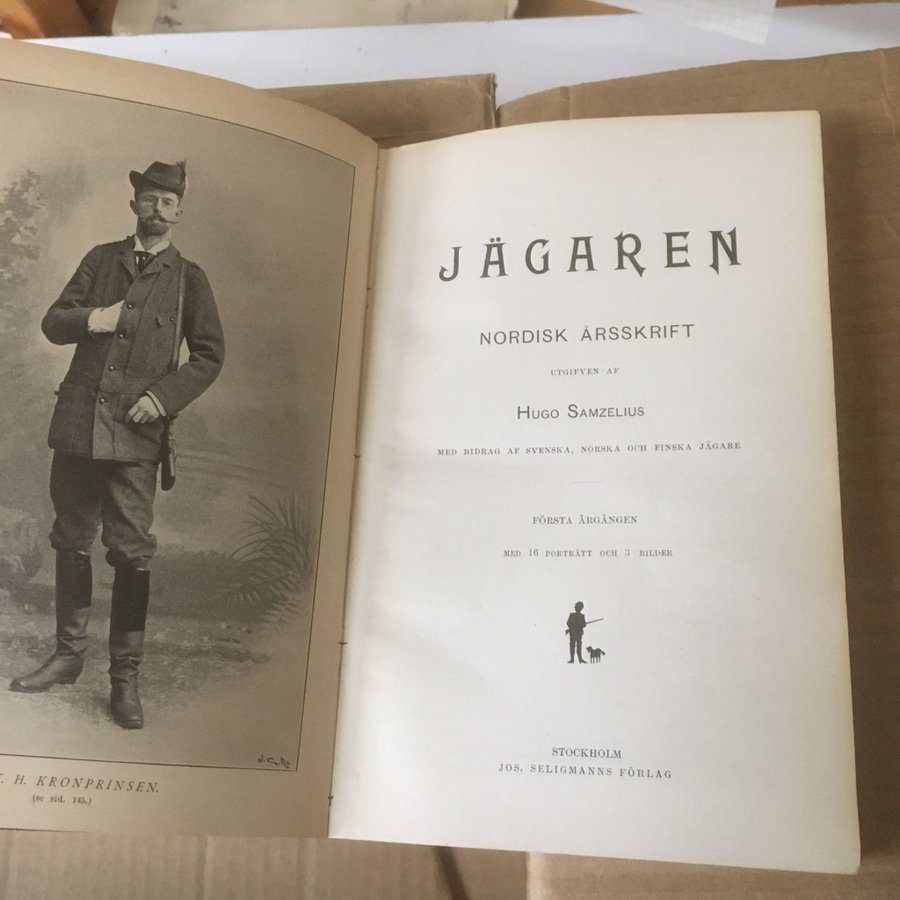 H. KRONPRINSEN.
(se sid. 145.)
JÄGAREN
NORDISK ÅRSSKRIFT
UTGIFVEN AF
HUGO SAMZELIUS
MED BIDRAG AF SVENSKA, NORSKA OCH FINSKA JÄGARE
FÖRSTA ÅRGÅNGEN
MED 16 PORTRÄTT OCH 3 BILDER
STOCKHOLM
JOS. SELIGMANNS FÖRLAG